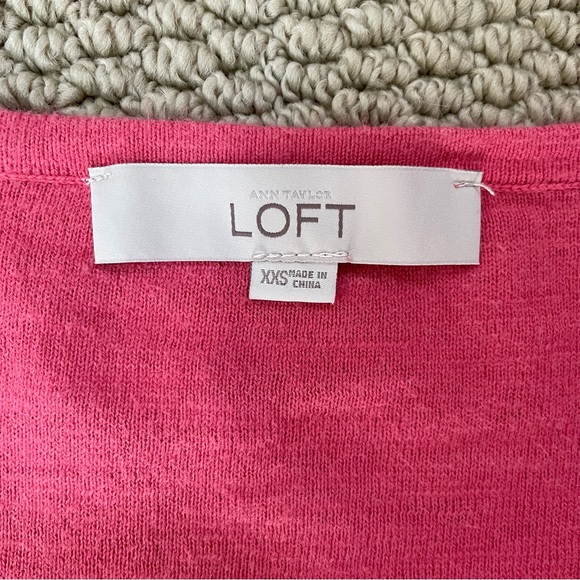 ANN TAYLOR
LOFT
XXS MADE IN
CHINA